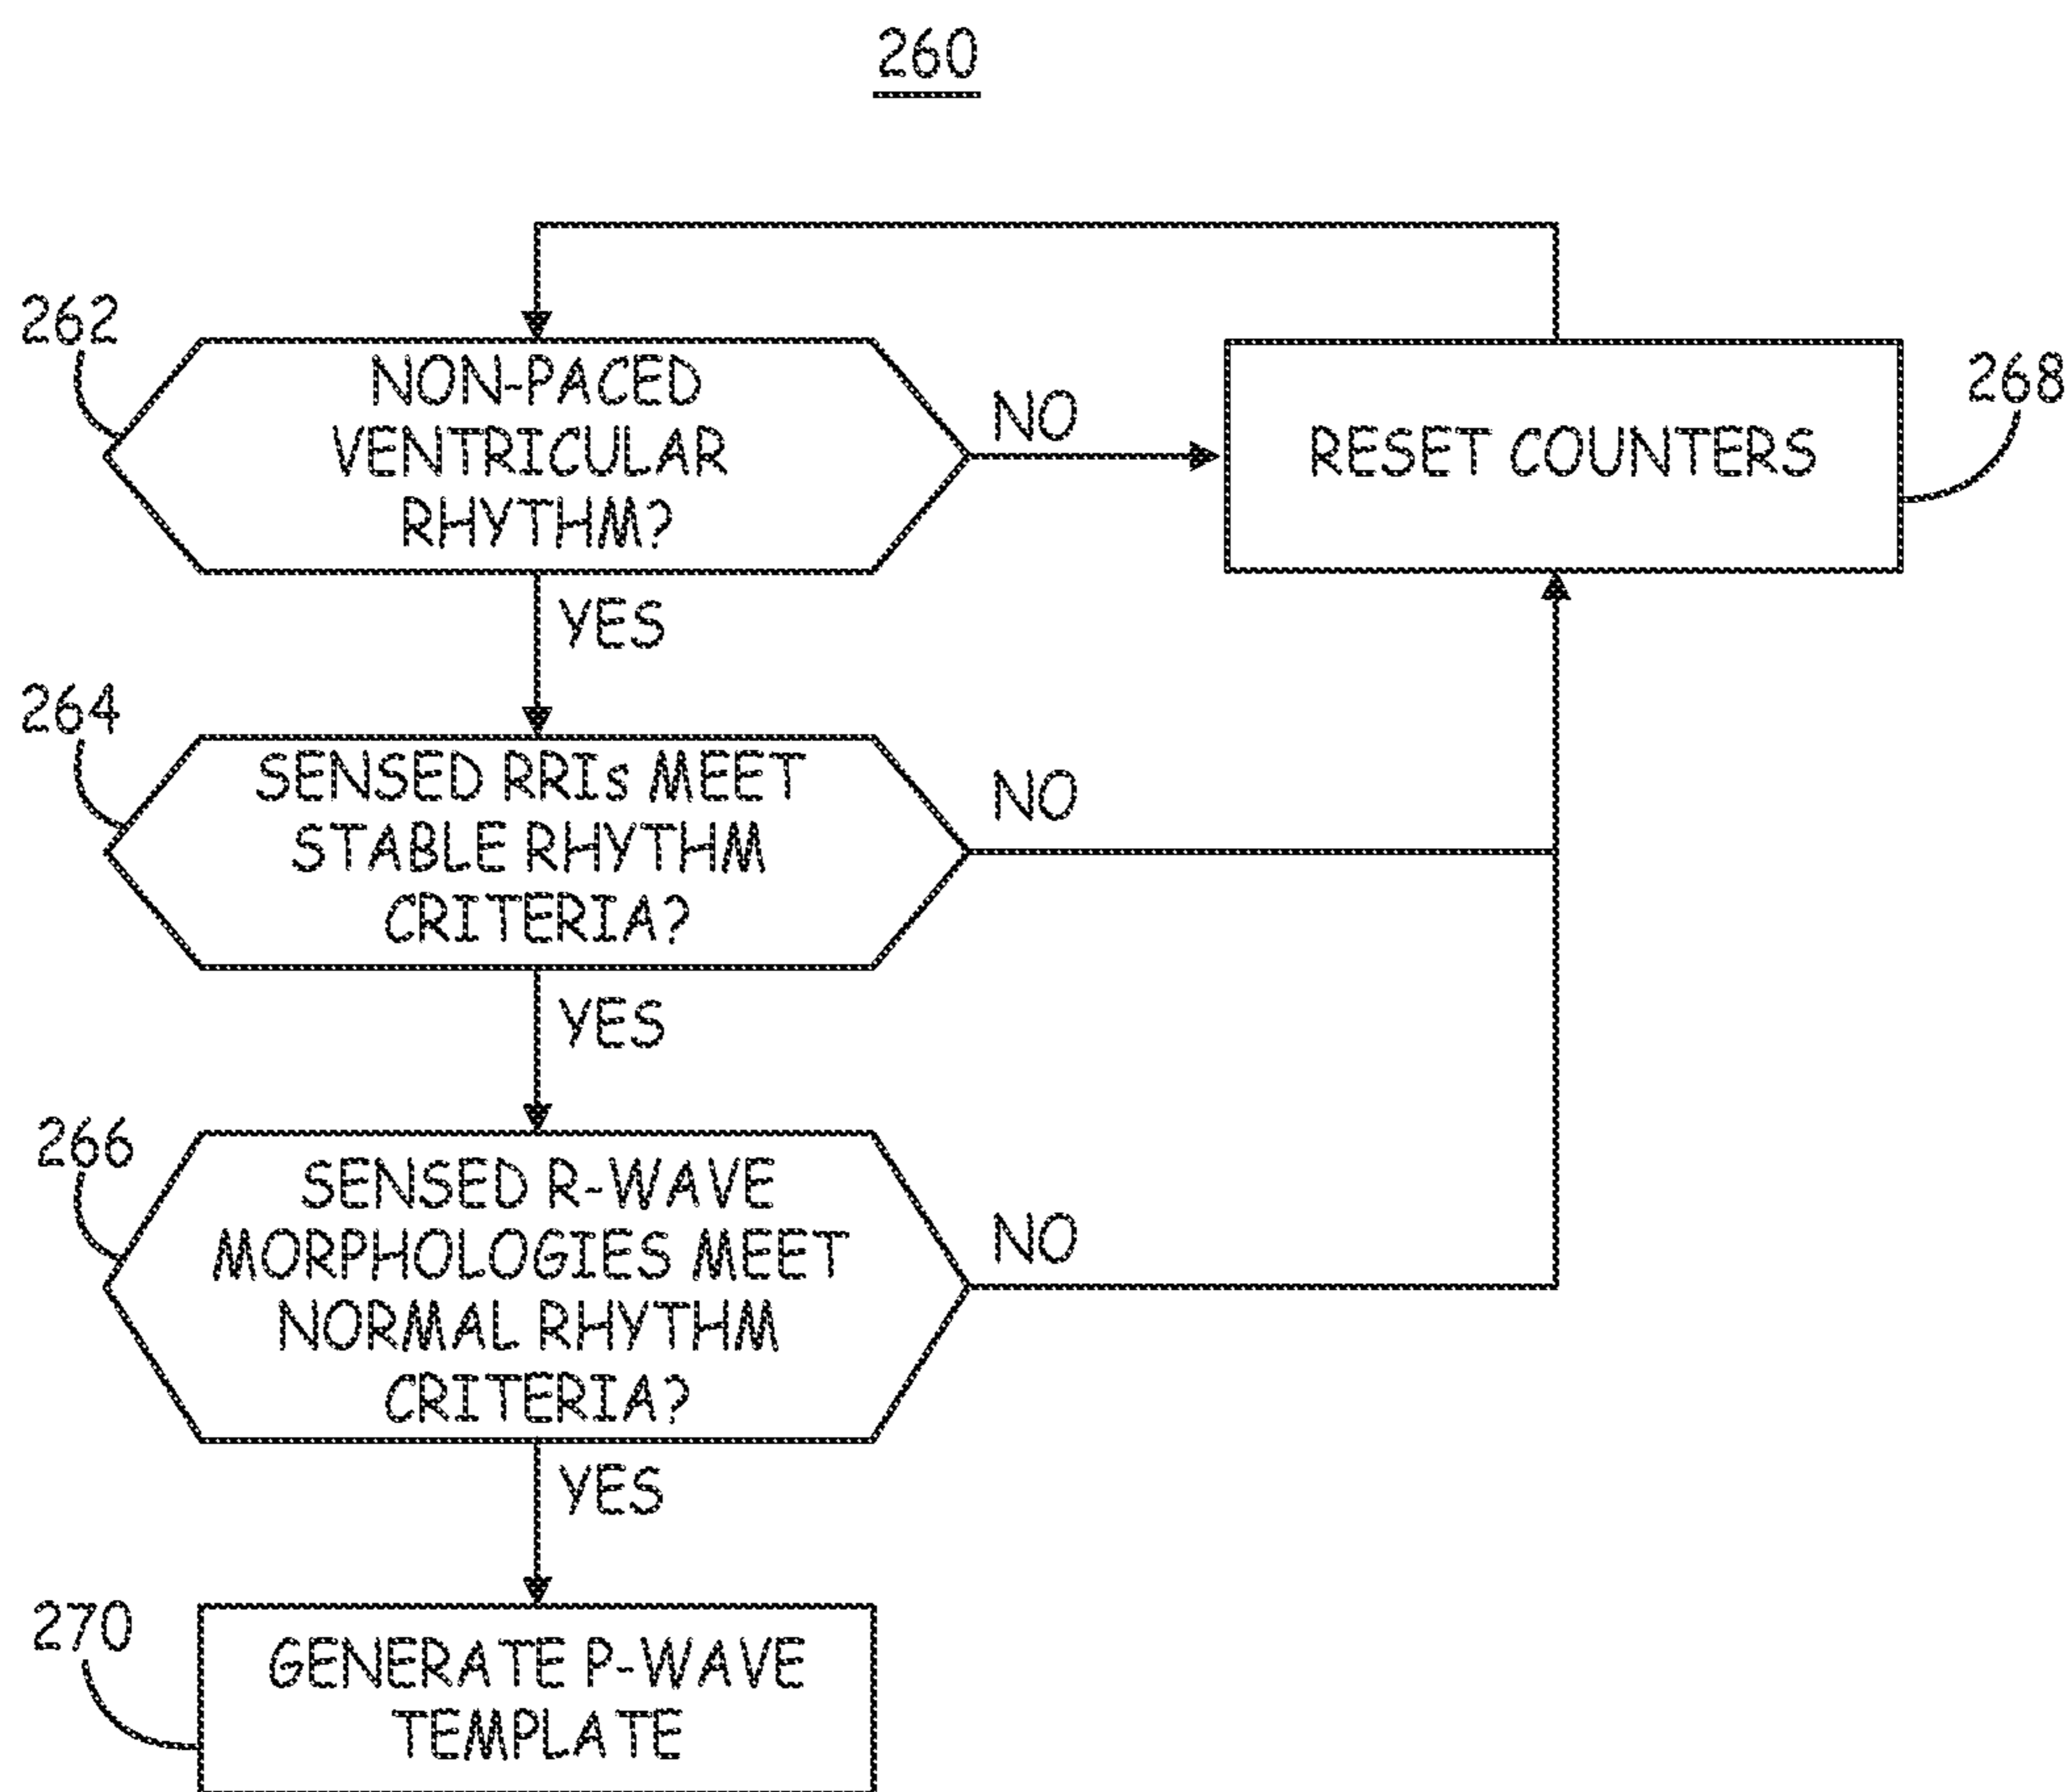 260
262
NON-PACED
VENTRICULAR
RHYTHM?
NO
RESET COUNTERS
268
YES
264
SENSED RRIs MEET
STABLE RHYTHM
CRITERIA?
NO
YES
266
SENSED R-WAVE
MORPHOLOGIES MEET
NORMAL RHYTHM
CRITERIA?
NO
YES
270
GENERATE P-WAVE
TEMPLATE